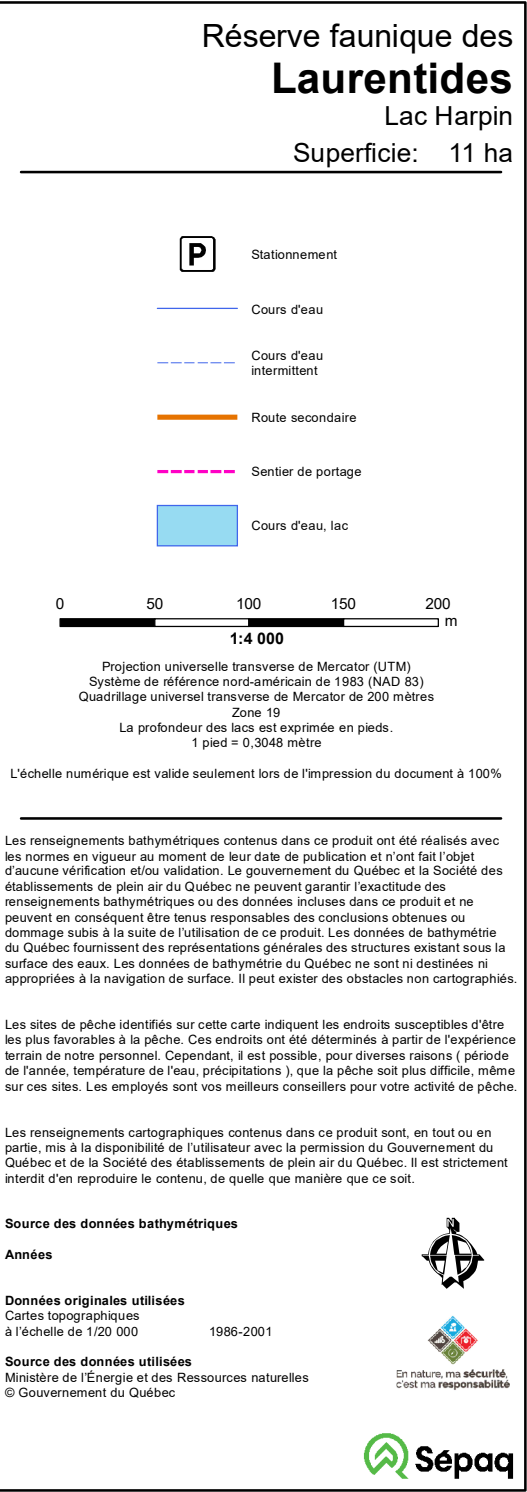 Réserve faunique des
Laurentides
Lac Harpin
Superficie: 11 ha
P
Stationnement
Cours d'eau
Cours d'eau
intermittent
Route secondaire
Sentier de portage
Cours d'eau, lac
0 50 100 150 200
m
1:4 000
Projection universelle transverse de Mercator (UTM)
Système de référence nord-américain de 1983 (NAD 83)
Quadrillage universel transverse de Mercator de 200 mètres
Zone 19
La profondeur des lacs est exprimée en pieds.
1 pied = 0,3048 mètre
L'échelle numérique est valide seulement lors de l'impression du document à 100%
Les renseignements bathymétriques contenus dans ce produit ont été réalisés avec
les normes en vigueur au moment de leur date de publication et n'ont fait l'objet
d'aucune vérification et/ou validation. Le gouvernement du Québec et la Société des
établissements de plein air du Québec ne peuvent garantir l'exactitude des
renseignements bathymétriques ou des données incluses dans ce produit et ne
peuvent en conséquent être tenus responsables des conclusions obtenues ou
dommage subis à la suite de l'utilisation de ce produit. Les données de bathymétrie
du Québec fournissent des représentations générales des structures existant sous la
surface des eaux. Les données de bathymétrie du Québec ne sont ni destinées ni
appropriées à la navigation de surface. Il peut exister des obstacles non cartographiés.
Les sites de pêche identifiés sur cette carte indiquent les endroits susceptibles d'être
les plus favorables à la pêche. Ces endroits ont été déterminés à partir de l'expérience
terrain de notre personnel. Cependant, il est possible, pour diverses raisons ( période
de l'année, température de l'eau, précipitations ), que la pêche soit plus difficile, même
sur ces sites. Les employés sont vos meilleurs conseillers pour votre activité de pêche.
Les renseignements cartographiques contenus dans ce produit sont, en tout ou en
partie, mis à la disponibilité de l'utilisateur avec la permission du Gouvernement du
Québec et de la Société des établissements de plein air du Québec. Il est strictement
interdit d'en reproduire le contenu, de quelle que manière que ce soit.
Source des données bathymétriques
Années
N
Données originales utilisées
Cartes topographiques
à l'échelle de 1/20 000 1986-2001
Source des données utilisées
Ministère de l'Énergie et des Ressources naturelles
© Gouvernement du Québec
En nature, ma sécurité,
c'est ma responsabilité
Sépaq